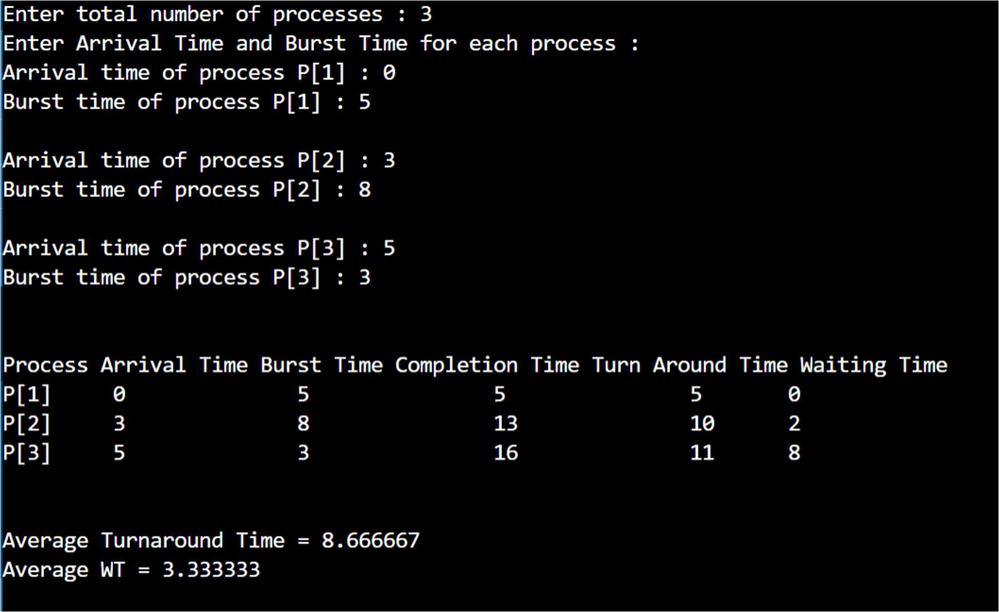 Enter total number of processes : 3
Enter Arrival Time and Burst Time for each process :
Arrival time of process P[1] : 0
Burst time of process P[1] : 5
Arrival time of process P[2] : 3
Burst time of process P[2] : 8
Arrival time of process P[3] : 5
Burst time of process P[3] : 3
Process Arrival Time Burst Time Completion Time Turn Around Time Waiting Time
P[1] 0 5 5 5 0
P[2] 3 8 13 10 2
P[3] 5 3 16 11 8
Average Turnaround Time = 8.666667
Average WT = 3.333333